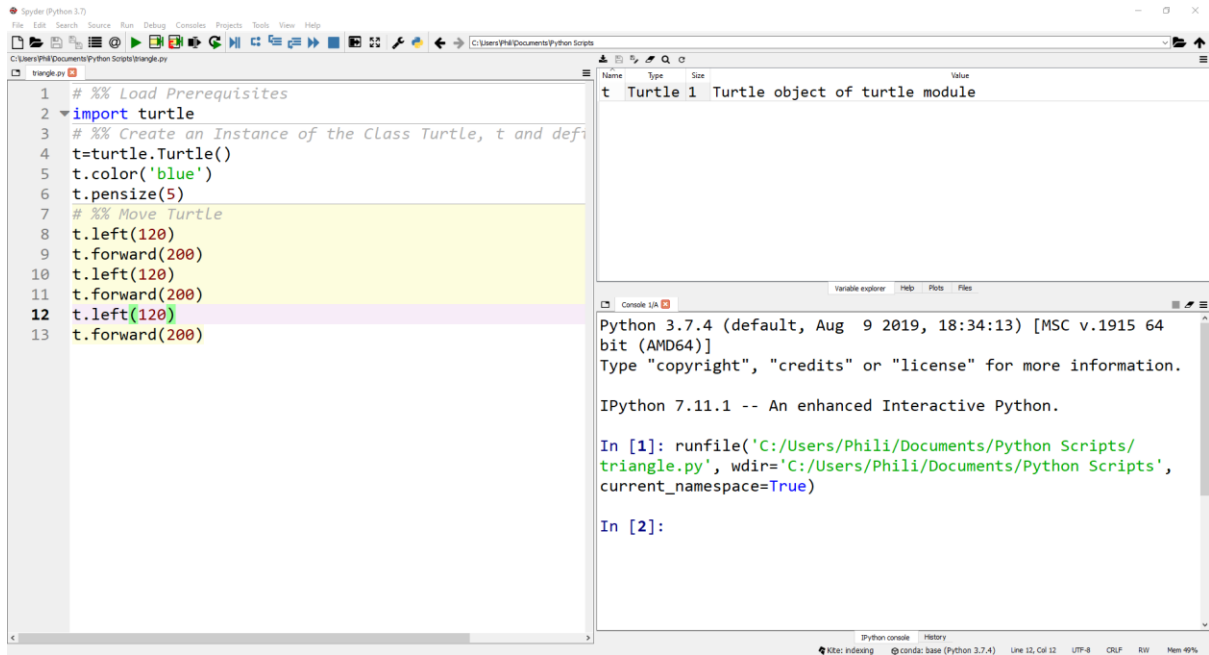 Spyder (Python 3.7)
File Edit Search Source Run Debug Consoles Projects Tools View Help
C:\Users\Phili\Documents\Python Scripts
C:\Users\Phili\Documents\Python Scripts\triangle.py
triangle.py
1 # %% Load Prerequisites
2 import turtle
3 # %% Create an Instance of the Class Turtle, t and defi
4 t=turtle.Turtle()
5 t.color('blue')
6 t.pensize(5)
7 # %% Move Turtle
8 t.left(120)
9 t.forward(200)
10 t.left(120)
11 t.forward(200)
12 t.left(120)
13 t.forward(200)
Name Type Size Value
t Turtle 1 Turtle object of turtle module
Variable explorer Help Plots Files
Console 1/A
Python 3.7.4 (default, Aug 9 2019, 18:34:13) [MSC v.1915 64
bit (AMD64)]
Type "copyright", "credits" or "license" for more information.
IPython 7.11.1 -- An enhanced Interactive Python.
In [1]: runfile('C:/Users/Phili/Documents/Python Scripts/
triangle.py', wdir='C:/Users/Phili/Documents/Python Scripts',
current_namespace=True)
In [2]:
IPython console History
Kite: indexing conda: base (Python 3.7.4) Line 12, Col 12 UTF-8 CRLF RW Mem 49%